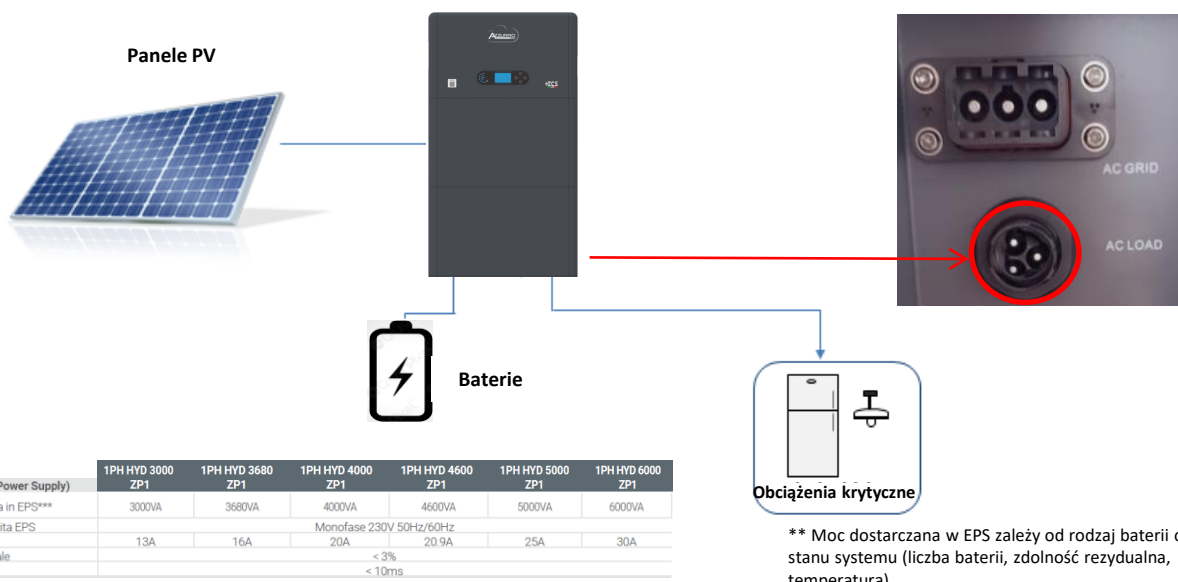 Panele PV
AZZURRO
ZCS
AC GRID
AC LOAD
Baterie
Obciążenia krytyczne
1PH HYD 3000 ZP1 1PH HYD 3680 ZP1 1PH HYD 4000 ZP1 1PH HYD 4600 ZP1 1PH HYD 5000 ZP1 1PH HYD 6000 ZP1
Power Supply)
in EPS*** 3000VA 3680VA 4000VA 4600VA 5000VA 6000VA
EPS Monofase 230V 50Hz/60Hz
13A 16A 20A 20.9A 25A 30A
< 3%
< 10ms
** Moc dostarczana w EPS zależy od rodzaj baterii
stanu systemu (liczba baterii, zdolność rezydualna,
temperatura)